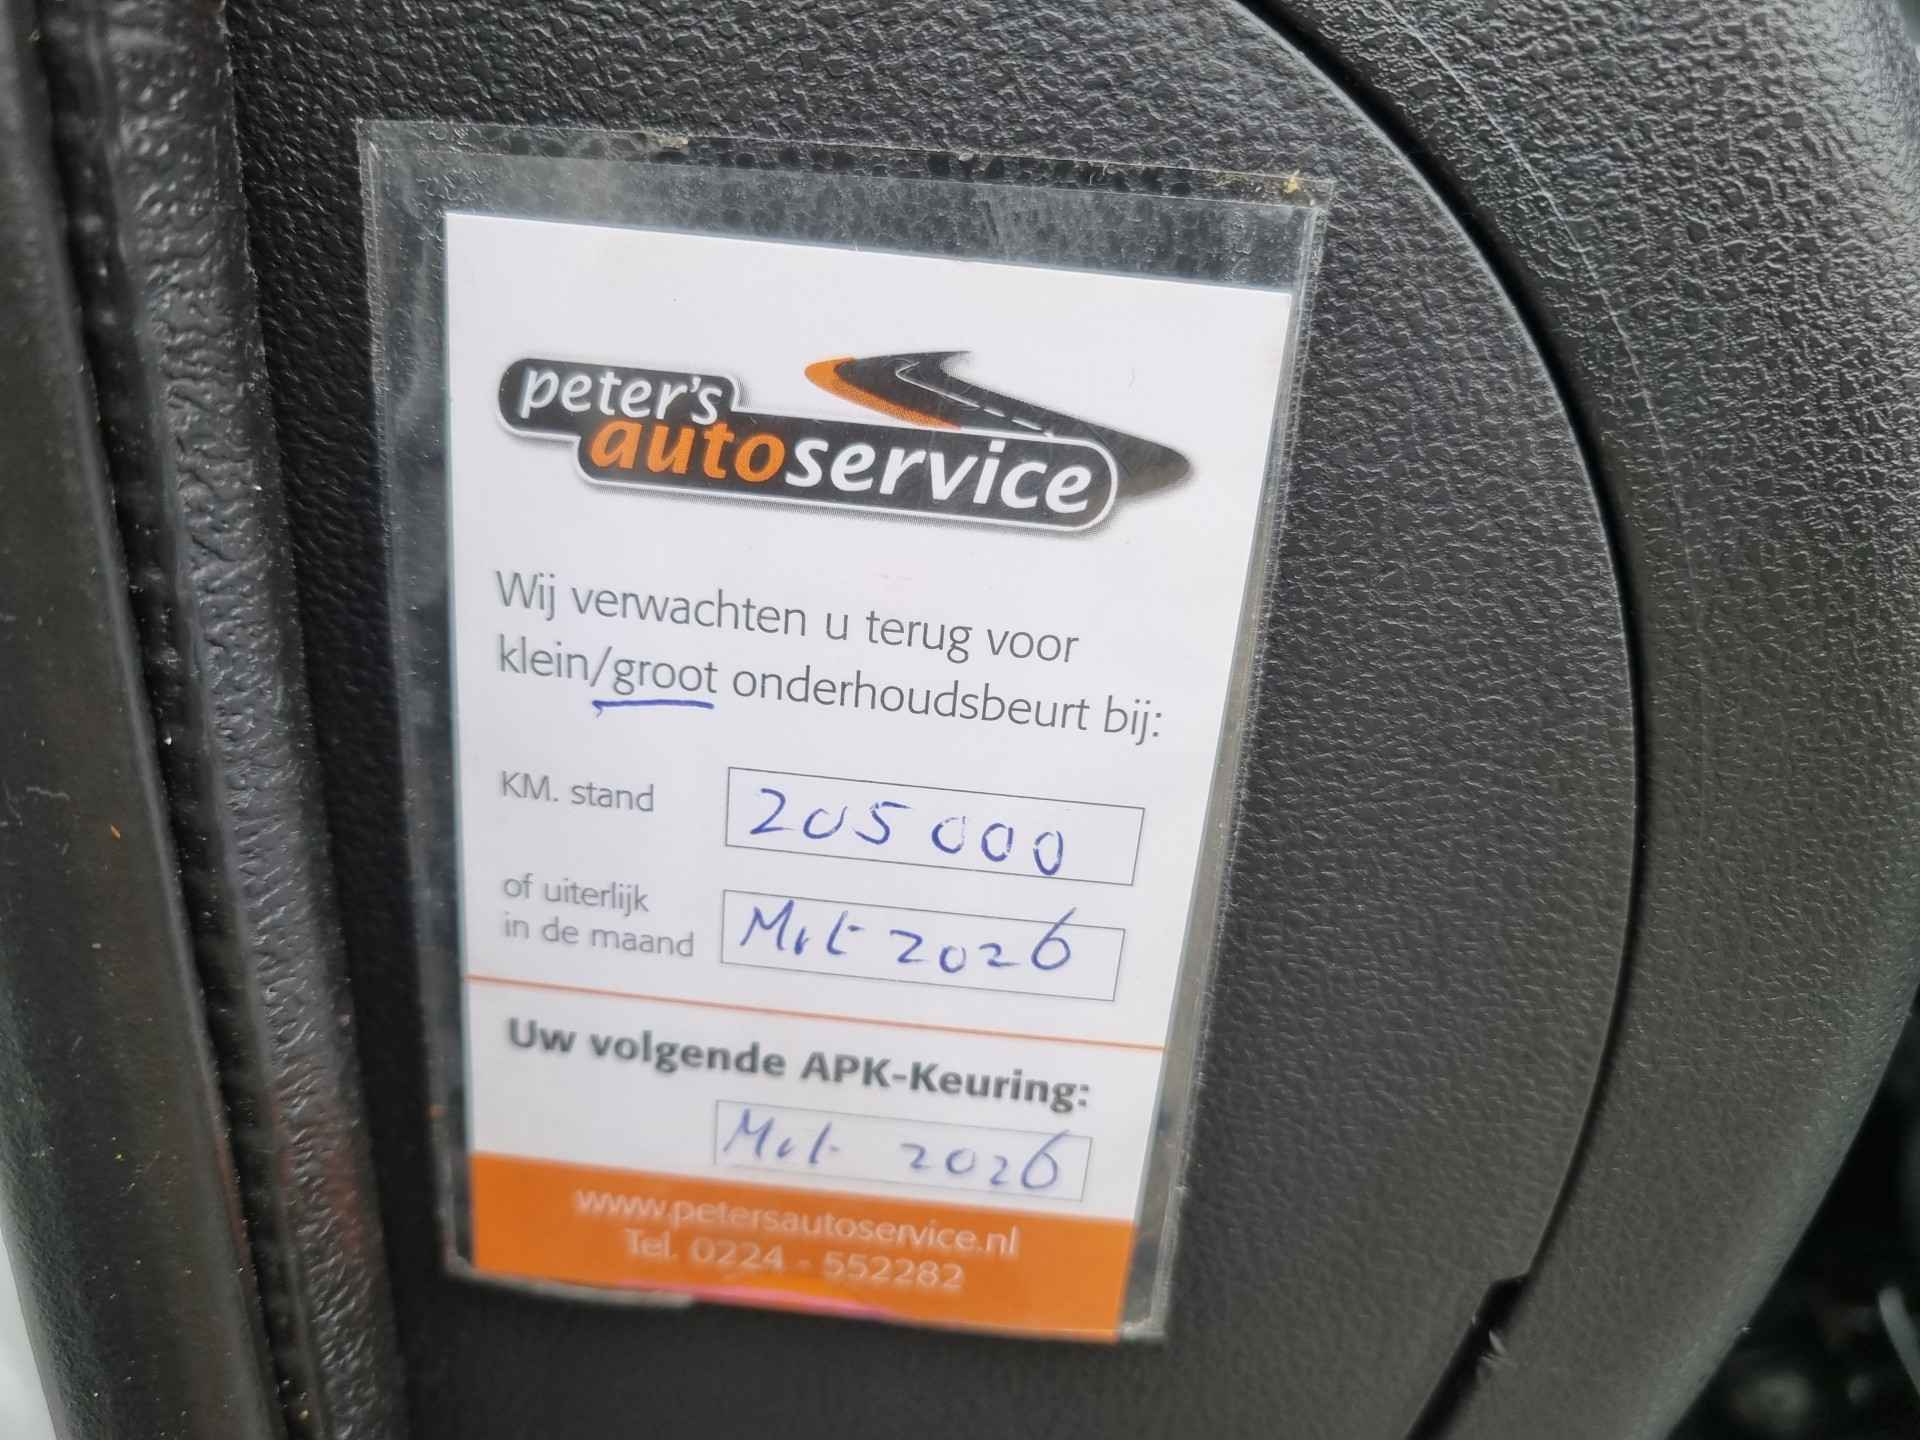 peter's
autoservice
Wij verwachten u terug voor
klein/groot onderhoudsbeurt bij:
KM. stand 205000
of uiterlijk
in de maand Mrt 2026
Uw volgende APK-Keuring:
Mrt 2026
www.petersautoservice.nl
Tel. 0224 - 552282